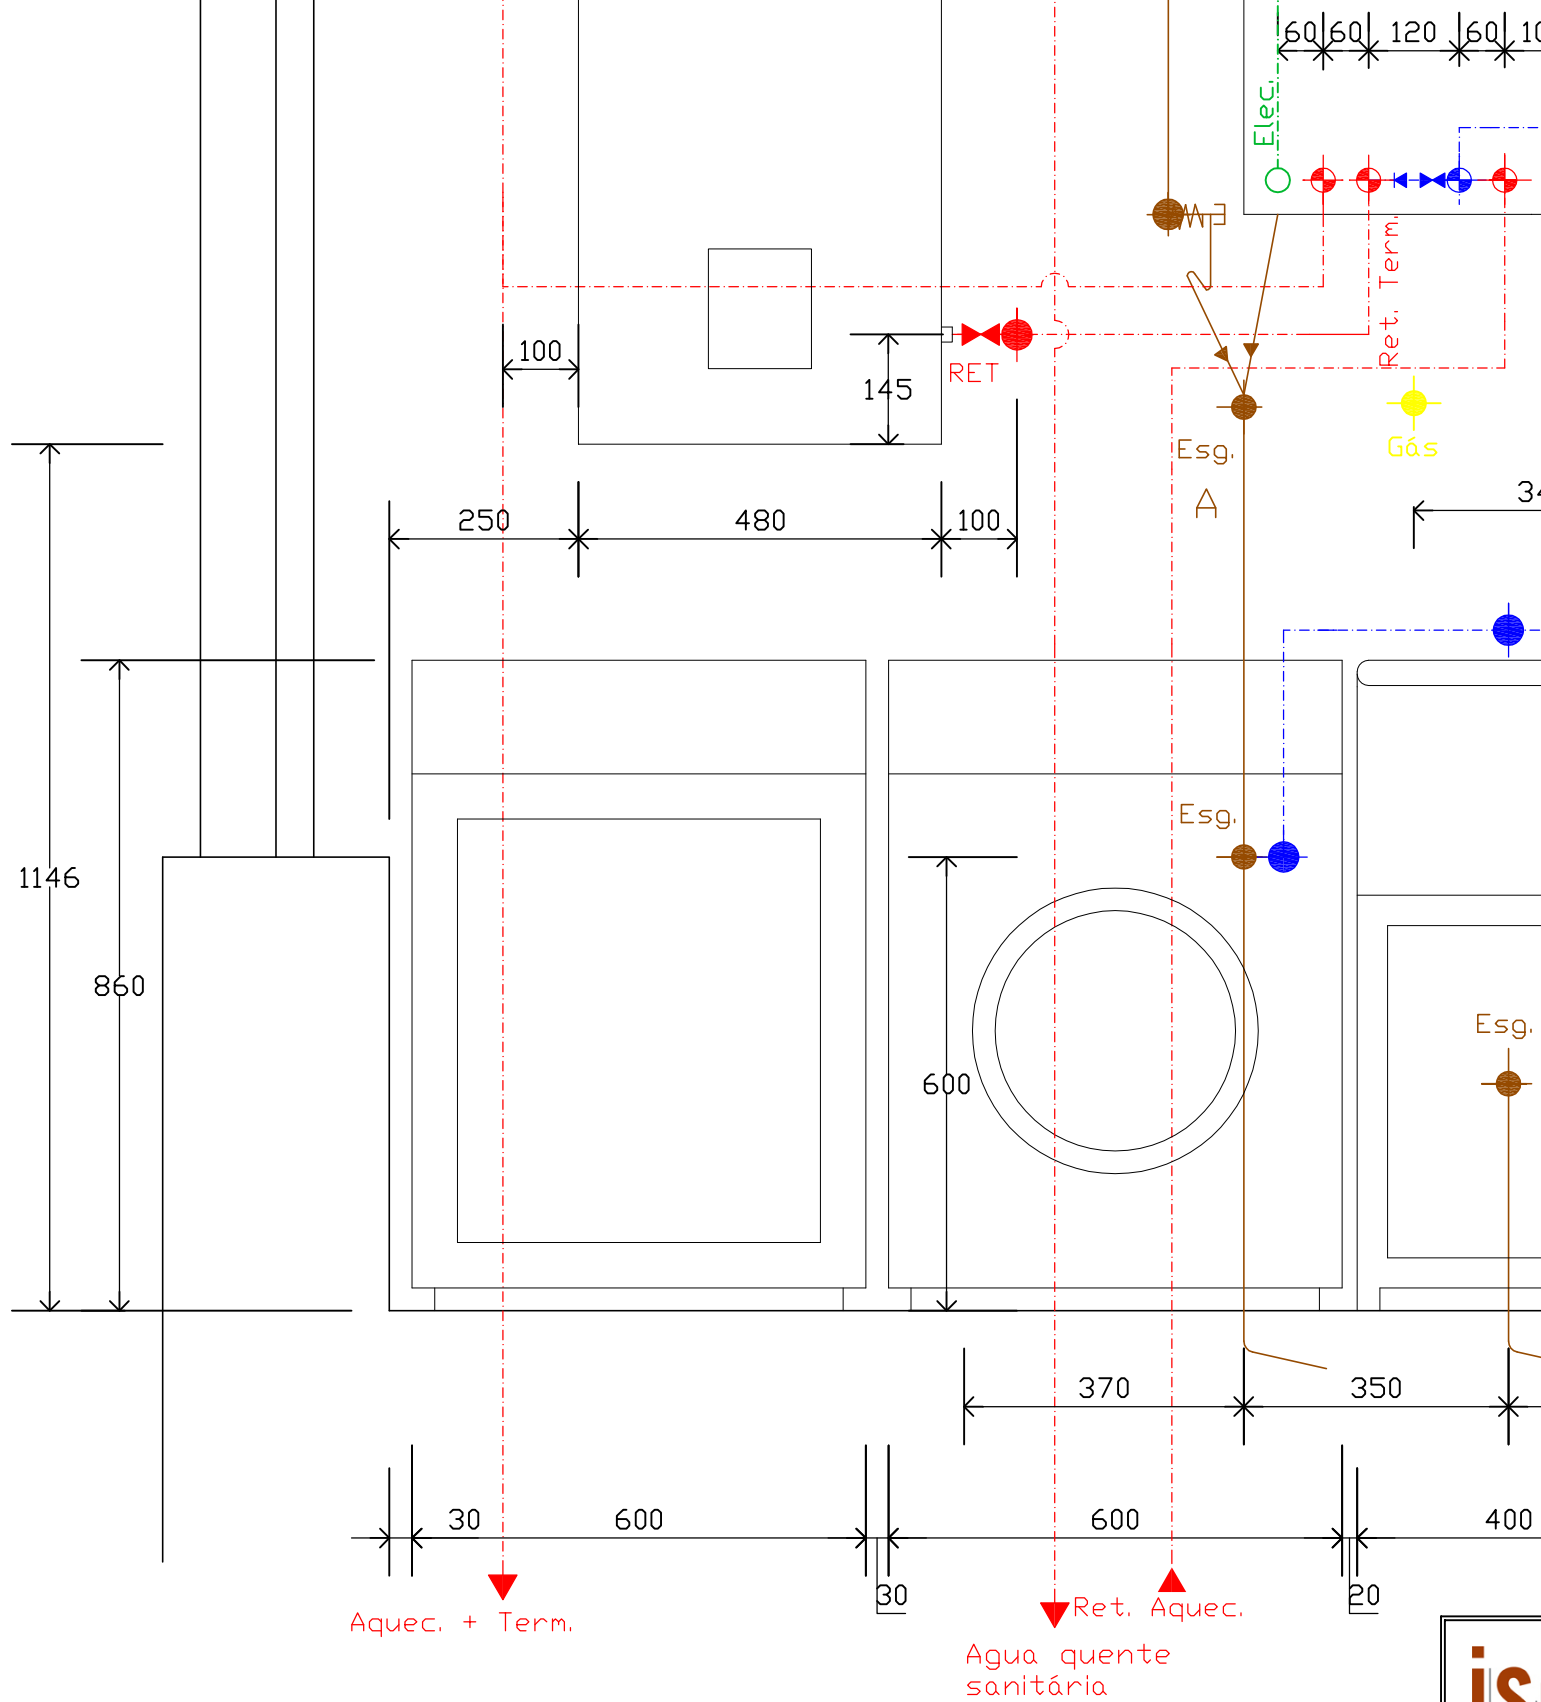 60 60 120 60
Elec.
Ret. Term.
100
RET
145
Gás
Esg.
A
250 480 100
Esg.
1146
860
Esg.
600
370 350
30 600 600 400
30 20
Aquec. + Term.
Ret. Aquec.
Agua quente
sanitária